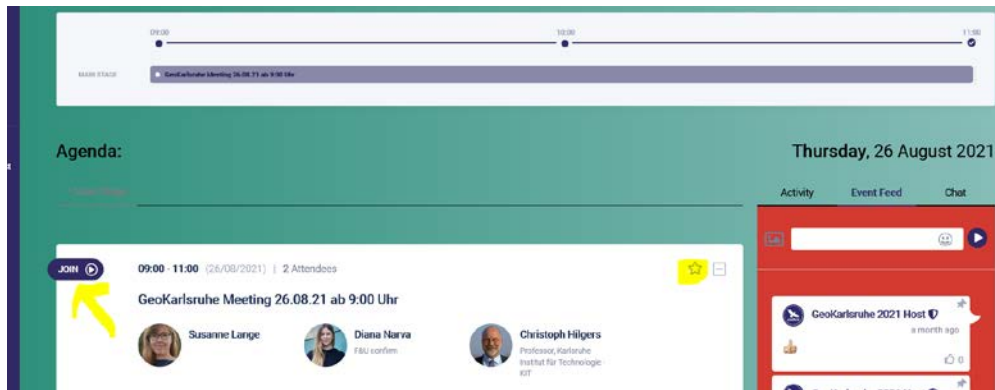 09:00
10:00
11:00
MAIN STAGE
GeoKarlsruhe Meeting 26.08.21 ab 9:00 Uhr
Agenda:
Thursday, 26 August 2021
Activity
Event Feed
Chat
JOIN
09:00 - 11:00 (26/08/2021) | 2 Attendees
GeoKarlsruhe Meeting 26.08.21 ab 9:00 Uhr
Susanne Lange
Diana Narva
F&U confirm
Christoph Hilgers
Professor, Karlsruhe
Institut für Technologie
KIT
GeoKarlsruhe 2021 Host
a month ago
👍
0